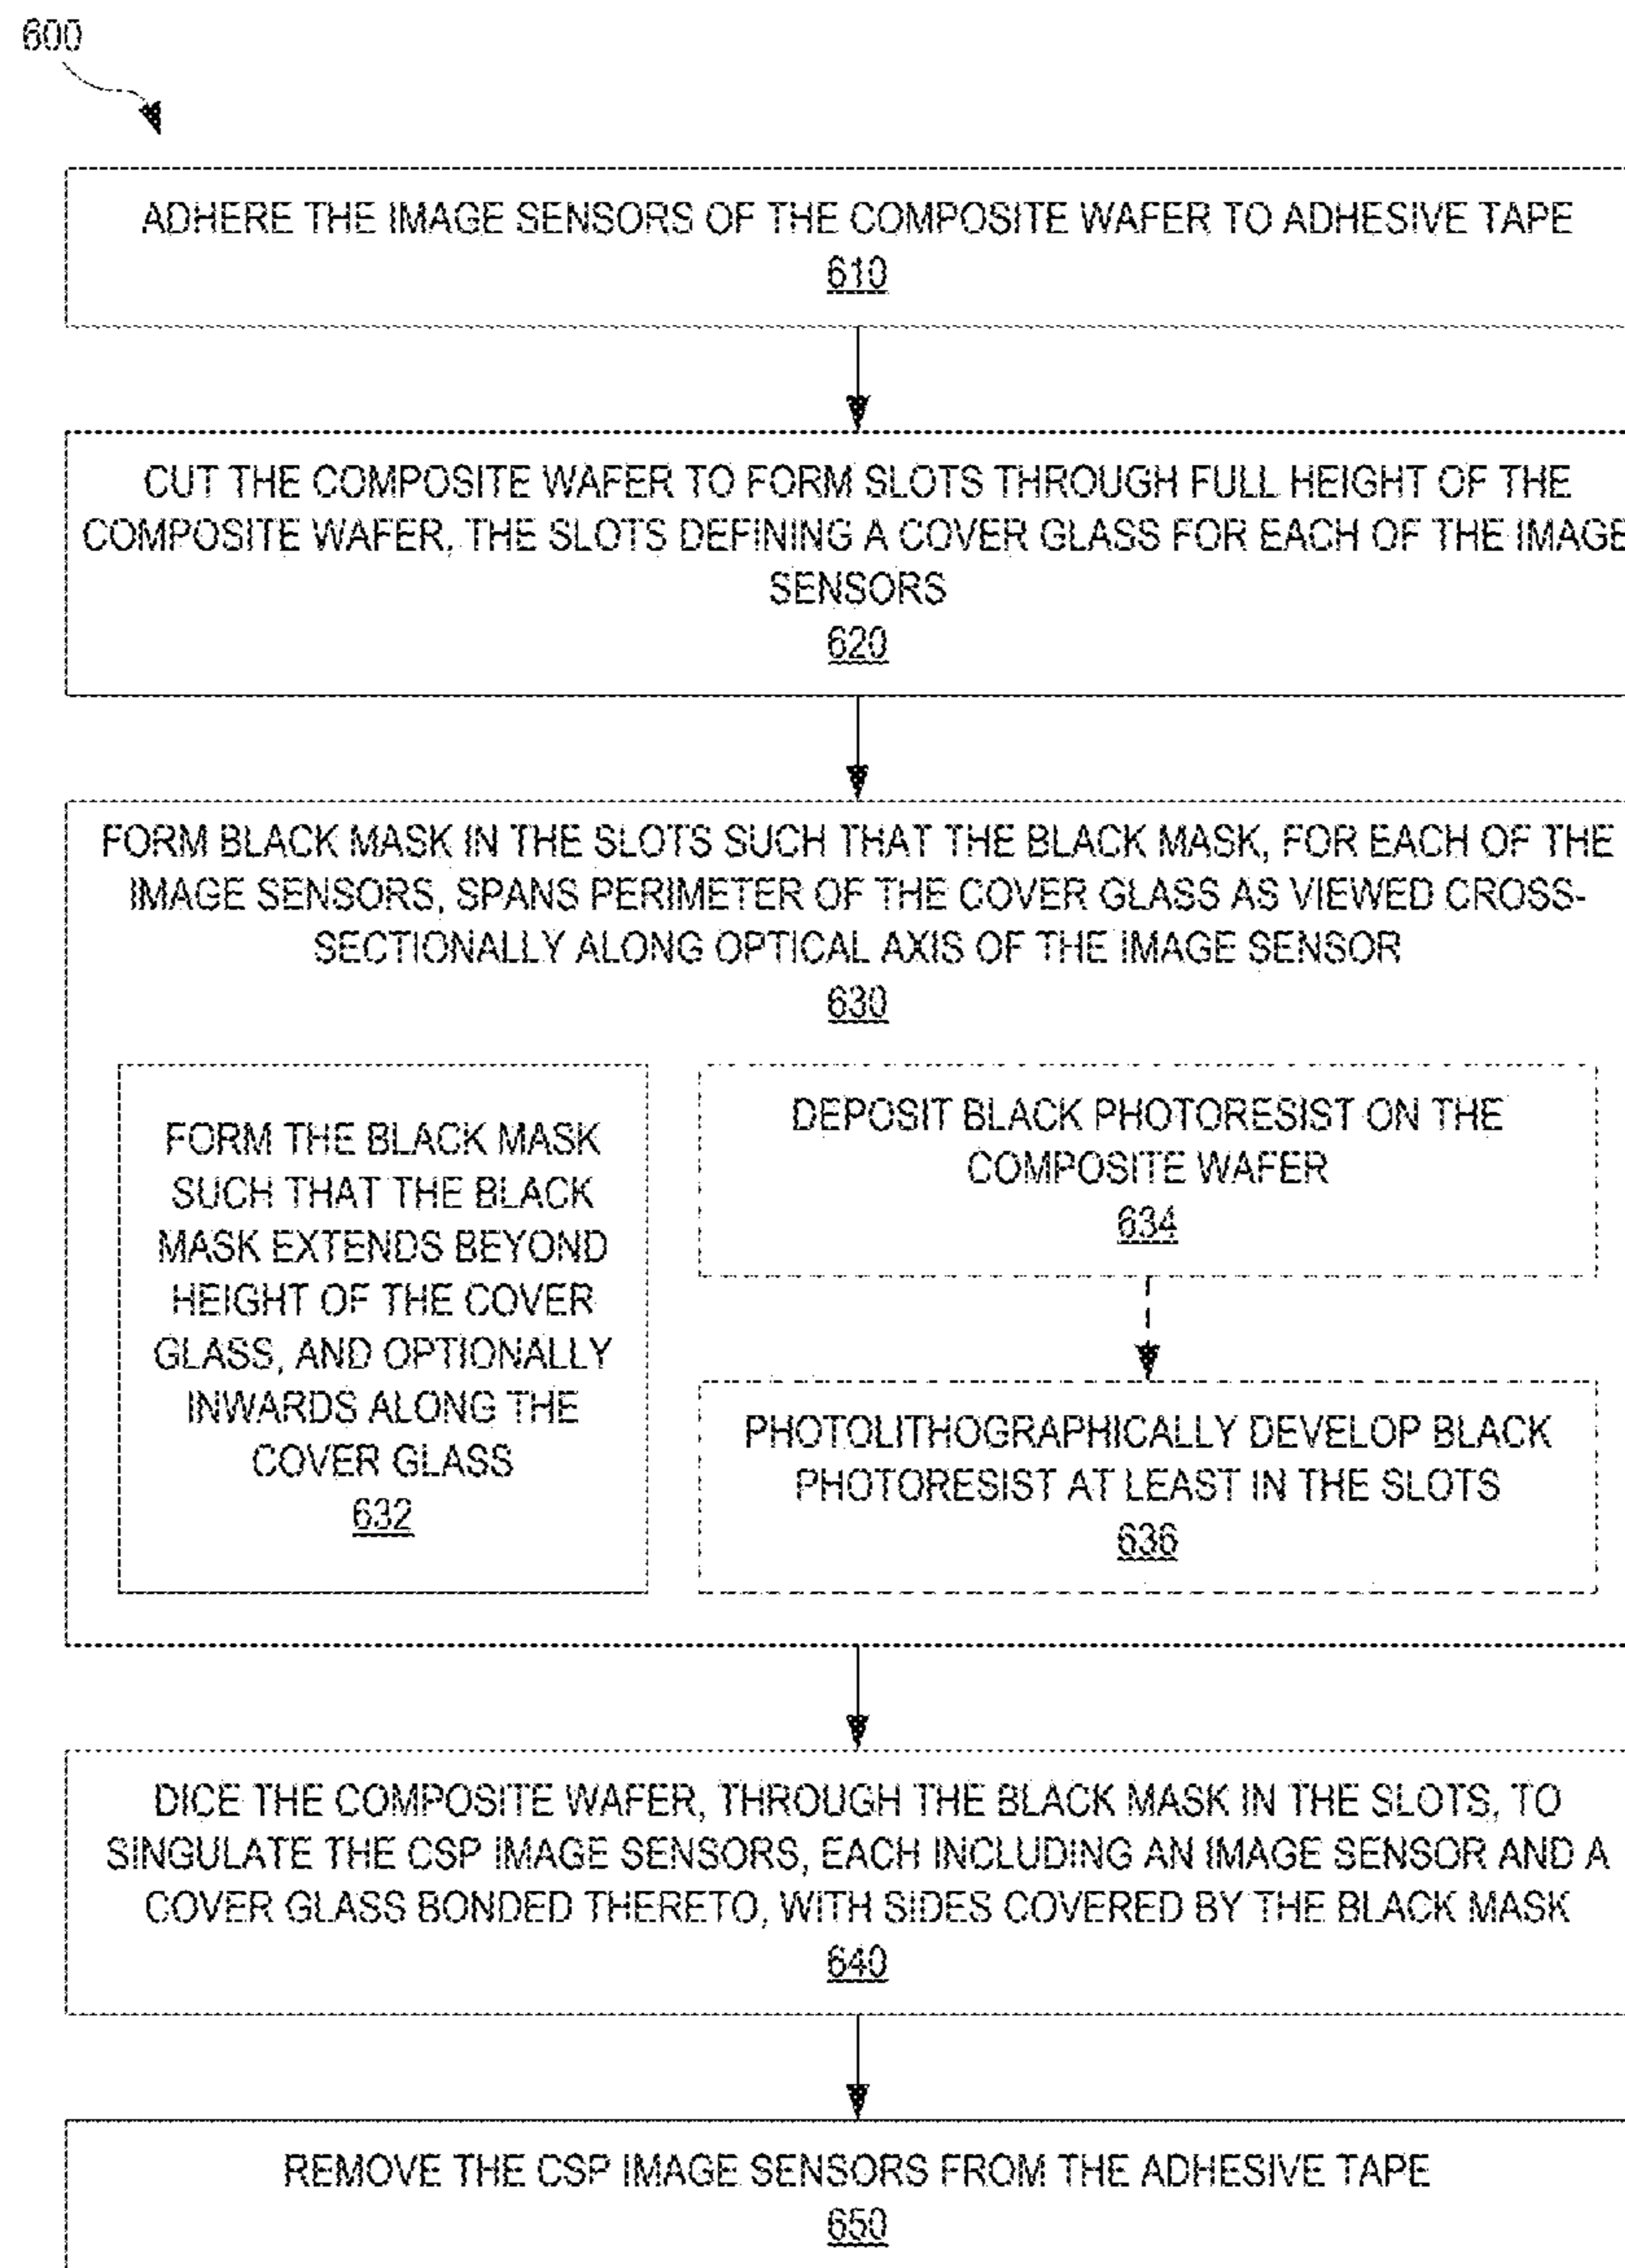 600
ADHERE THE IMAGE SENSORS OF THE COMPOSITE WAFER TO ADHESIVE TAPE
610
CUT THE COMPOSITE WAFER TO FORM SLOTS THROUGH FULL HEIGHT OF THE
COMPOSITE WAFER, THE SLOTS DEFINING A COVER GLASS FOR EACH OF THE IMAGE
SENSORS
620
FORM BLACK MASK IN THE SLOTS SUCH THAT THE BLACK MASK, FOR EACH OF THE
IMAGE SENSORS, SPANS PERIMETER OF THE COVER GLASS AS VIEWED CROSS-
SECTIONALLY ALONG OPTICAL AXIS OF THE IMAGE SENSOR
630
FORM THE BLACK MASK
SUCH THAT THE BLACK
MASK EXTENDS BEYOND
HEIGHT OF THE COVER
GLASS, AND OPTIONALLY
INWARDS ALONG THE
COVER GLASS
632
DEPOSIT BLACK PHOTORESIST ON THE
COMPOSITE WAFER
634
PHOTOLITHOGRAPHICALLY DEVELOP BLACK
PHOTORESIST AT LEAST IN THE SLOTS
636
DICE THE COMPOSITE WAFER, THROUGH THE BLACK MASK IN THE SLOTS, TO
SINGULATE THE CSP IMAGE SENSORS, EACH INCLUDING AN IMAGE SENSOR AND A
COVER GLASS BONDED THERETO, WITH SIDES COVERED BY THE BLACK MASK
640
REMOVE THE CSP IMAGE SENSORS FROM THE ADHESIVE TAPE
650